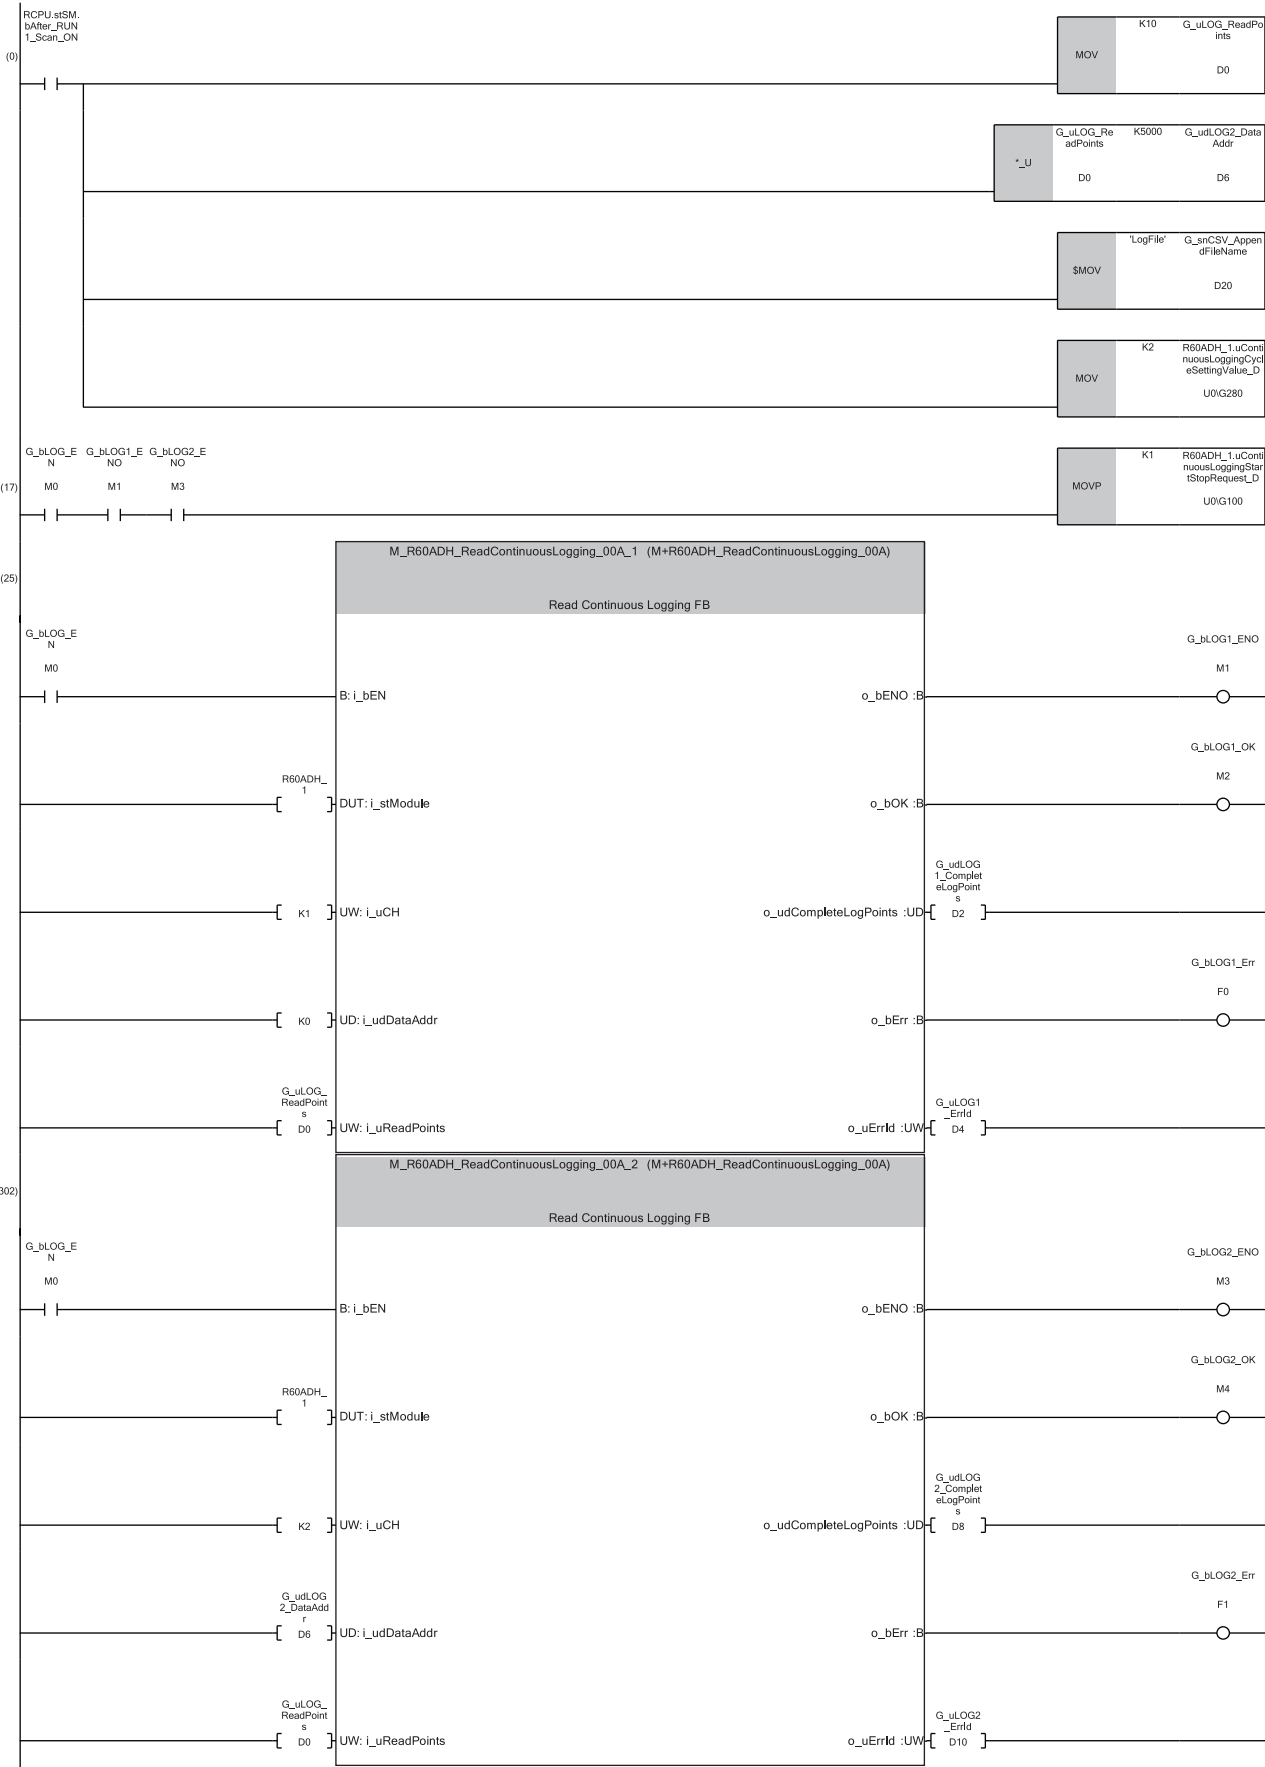 RCPU.stSM.
bAfter_RUN
1_Scan_ON
(0)
MOV
K10
G_uLOG_ReadPo
ints
D0
*_U
G_uLOG_Re
adPoints
D0
K5000
G_udLOG2_Data
Addr
D6
$MOV
'LogFile'
G_snCSV_Appen
dFileName
D20
MOV
K2
R60ADH_1.uConti
nuousLoggingCycl
eSettingValue_D
U0\G280
(17)
G_bLOG_E
N
M0
G_bLOG1_E
NO
M1
G_bLOG2_E
NO
M3
MOVP
K1
R60ADH_1.uConti
nuousLoggingStar
tStopRequest_D
U0\G100
(25)
M_R60ADH_ReadContinuousLogging_00A_1 (M+R60ADH_ReadContinuousLogging_00A)
Read Continuous Logging FB
G_bLOG_E
N
M0
B: i_bEN
o_bENO :B
G_bLOG1_ENO
M1
R60ADH_
1
DUT: i_stModule
o_bOK :B
G_bLOG1_OK
M2
K1
UW: i_uCH
o_udCompleteLogPoints :UD
G_udLOG
1_Complet
eLogPoint
s
D2
K0
UD: i_udDataAddr
o_bErr :B
G_bLOG1_Err
F0
G_uLOG_
ReadPoint
s
D0
UW: i_uReadPoints
o_uErrId :UW
G_uLOG1
_ErrId
D4
302)
M_R60ADH_ReadContinuousLogging_00A_2 (M+R60ADH_ReadContinuousLogging_00A)
Read Continuous Logging FB
G_bLOG_E
N
M0
B: i_bEN
o_bENO :B
G_bLOG2_ENO
M3
R60ADH_
1
DUT: i_stModule
o_bOK :B
G_bLOG2_OK
M4
K2
UW: i_uCH
o_udCompleteLogPoints :UD
G_udLOG
2_Complet
eLogPoint
s
D8
G_udLOG
2_DataAdd
r
D6
UD: i_udDataAddr
o_bErr :B
G_bLOG2_Err
F1
G_uLOG_
ReadPoint
s
D0
UW: i_uReadPoints
o_uErrId :UW
G_uLOG2
_ErrId
D10